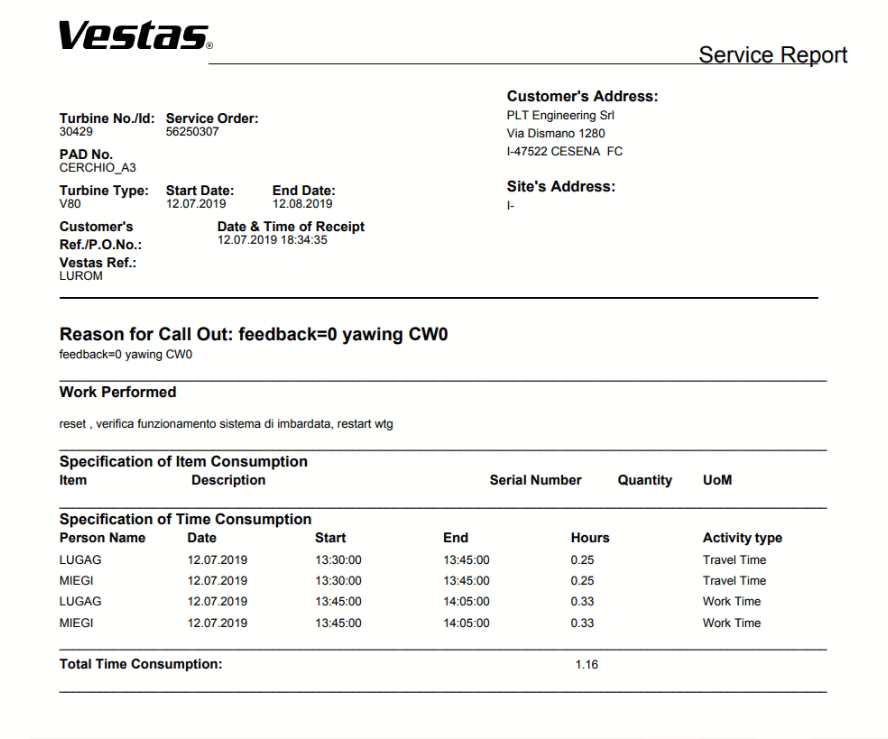 Vestas®
Service Report
Customer's Address:
PLT Engineering Srl
Via Dismano 1280
I-47522 CESENA FC
Site's Address:
I-
Turbine No./Id: Service Order:
30429 56250307
PAD No.
CERCHIO_A3
Turbine Type: Start Date: End Date:
V80 12.07.2019 12.08.2019
Customer's Date & Time of Receipt
Ref./P.O.No.: 12.07.2019 18:34:35
Vestas Ref.:
LUROM
Reason for Call Out: feedback=0 yawing CW0
feedback=0 yawing CW0
Work Performed
reset , verifica funzionamento sistema di imbardata, restart wtg
Specification of Item Consumption
Item Description Serial Number Quantity UoM
Specification of Time Consumption
Person Name Date Start End Hours Activity type
LUGAG 12.07.2019 13:30:00 13:45:00 0.25 Travel Time
MIEGI 12.07.2019 13:30:00 13:45:00 0.25 Travel Time
LUGAG 12.07.2019 13:45:00 14:05:00 0.33 Work Time
MIEGI 12.07.2019 13:45:00 14:05:00 0.33 Work Time
Total Time Consumption: 1.16